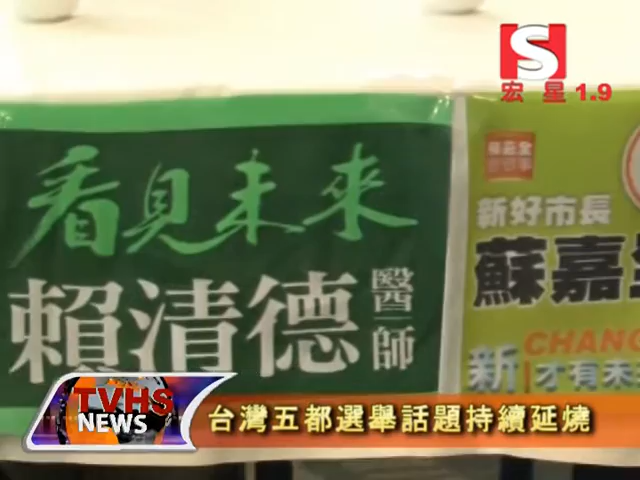 宏 星 1.9
看見未來
賴清德 醫師
新好市長
蘇嘉
CHANG
新 才有未
TVHS
NEWS
台灣五都選舉話題持續延燒